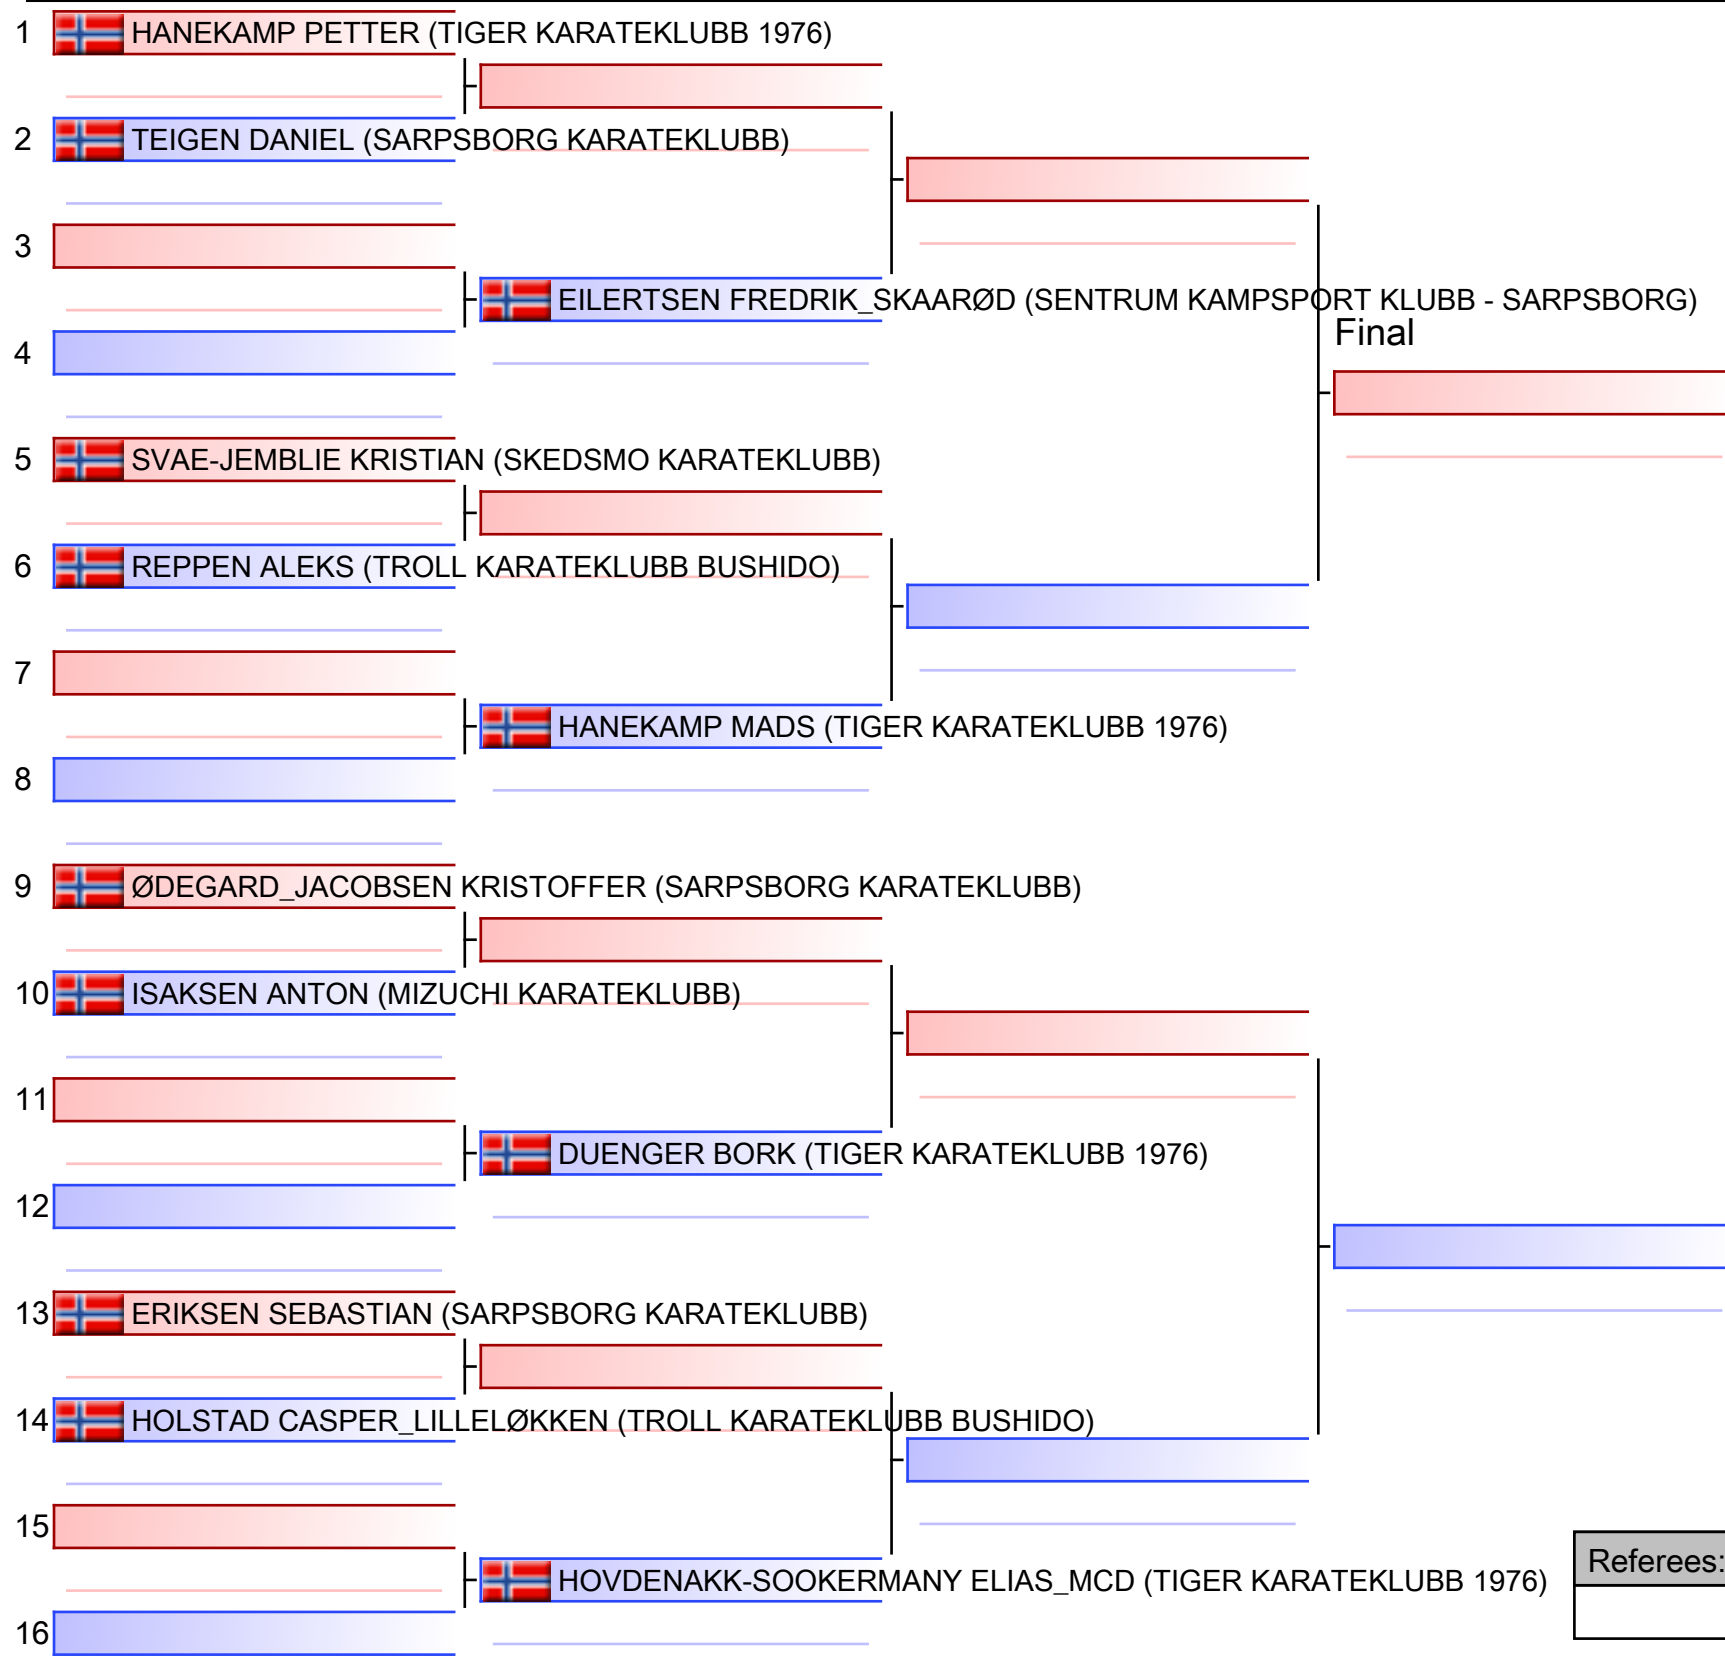 1 HANEKAMP PETTER (TIGER KARATEKLUBB 1976)
2 TEIGEN DANIEL (SARPSBORG KARATEKLUBB)
3
EILERTSEN FREDRIK_SKAARØD (SENTRUM KAMPSPORT KLUBB - SARPSBORG)
Final
4
5 SVAE-JEMBLIE KRISTIAN (SKEDSMO KARATEKLUBB)
6 REPPEN ALEKS (TROLL KARATEKLUBB BUSHIDO)
7
HANEKAMP MADS (TIGER KARATEKLUBB 1976)
8
9 ØDEGARD_JACOBSEN KRISTOFFER (SARPSBORG KARATEKLUBB)
10 ISAKSEN ANTON (MIZUCHI KARATEKLUBB)
11
DUENGER BORK (TIGER KARATEKLUBB 1976)
12
13 ERIKSEN SEBASTIAN (SARPSBORG KARATEKLUBB)
14 HOLSTAD CASPER_LILLELØKKEN (TROLL KARATEKLUBB BUSHIDO)
15
HOVDENAKK-SOOKERMANY ELIAS_MCD (TIGER KARATEKLUBB 1976)
Referees:
16